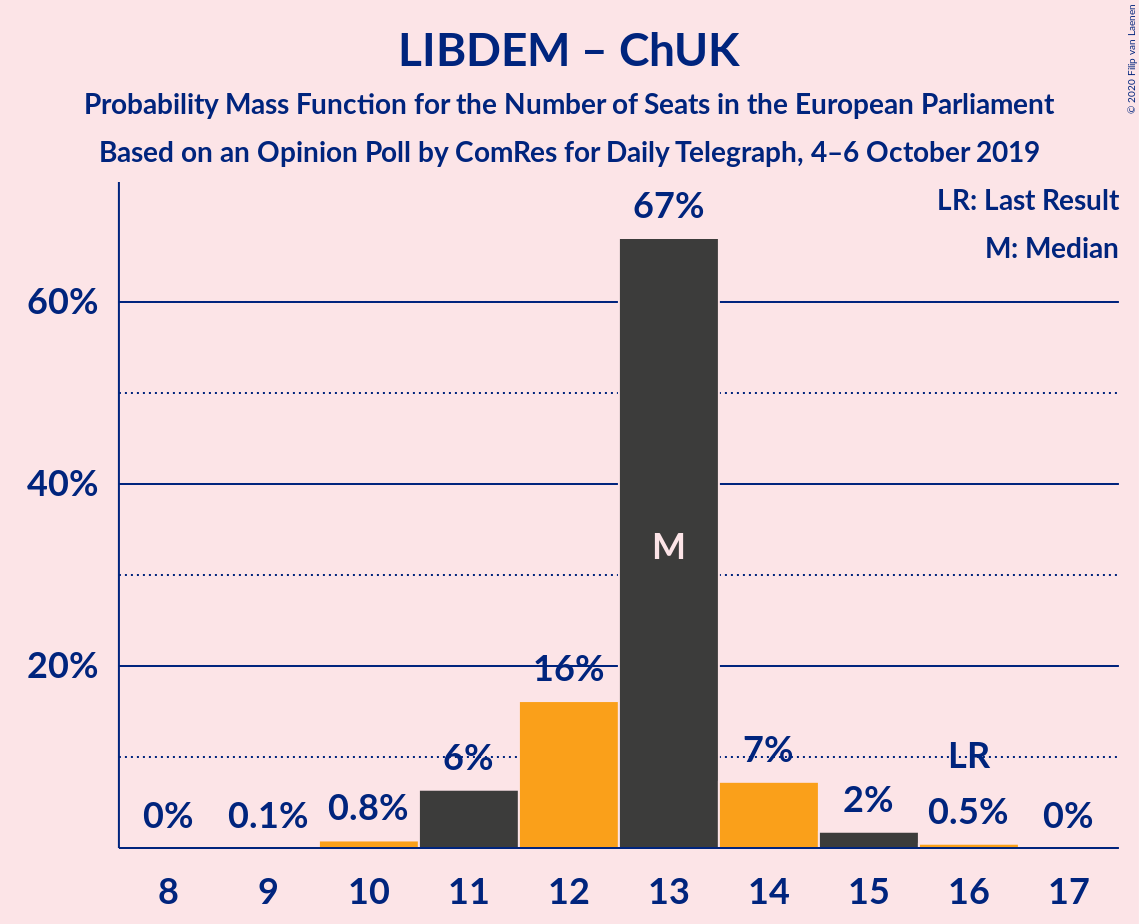 LIBDEM – ChUK
Probability Mass Function for the Number of Seats in the European Parliament
Based on an Opinion Poll by ComRes for Daily Telegraph, 4–6 October 2019
© 2020 Filip van Laenen
LR: Last Result
M: Median
60%
40%
20%
0%
0.1%
0.8%
6%
16%
67%
M
7%
2%
LR
0.5%
0%
8 9 10 11 12 13 14 15 16 17